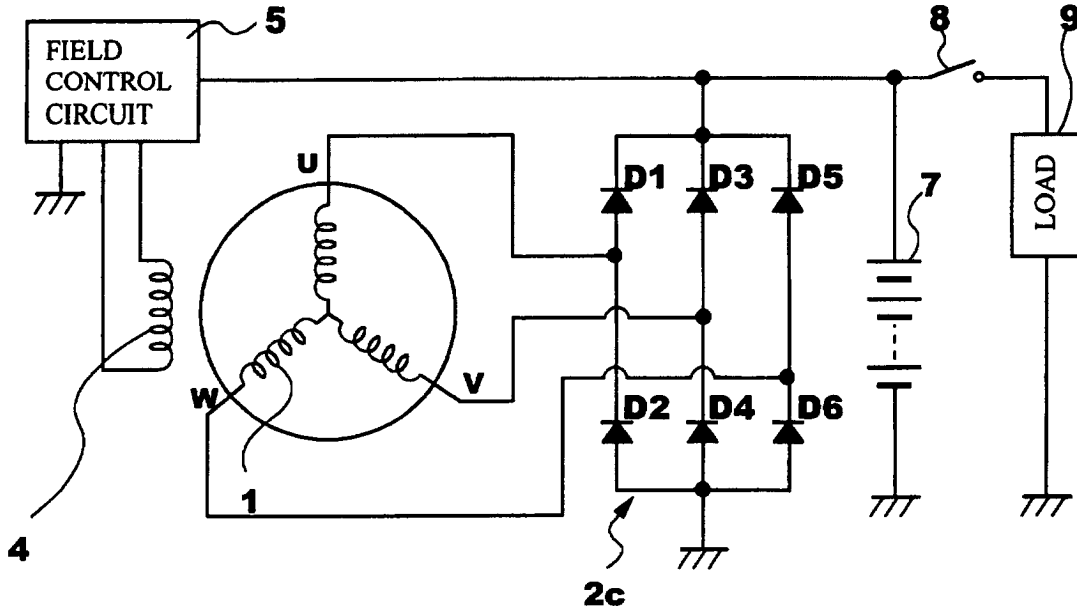 5
8
9
FIELD
CONTROL
CIRCUIT
U
D1
D3
D5
7
LOAD
W
V
D2
D4
D6
1
4
2c